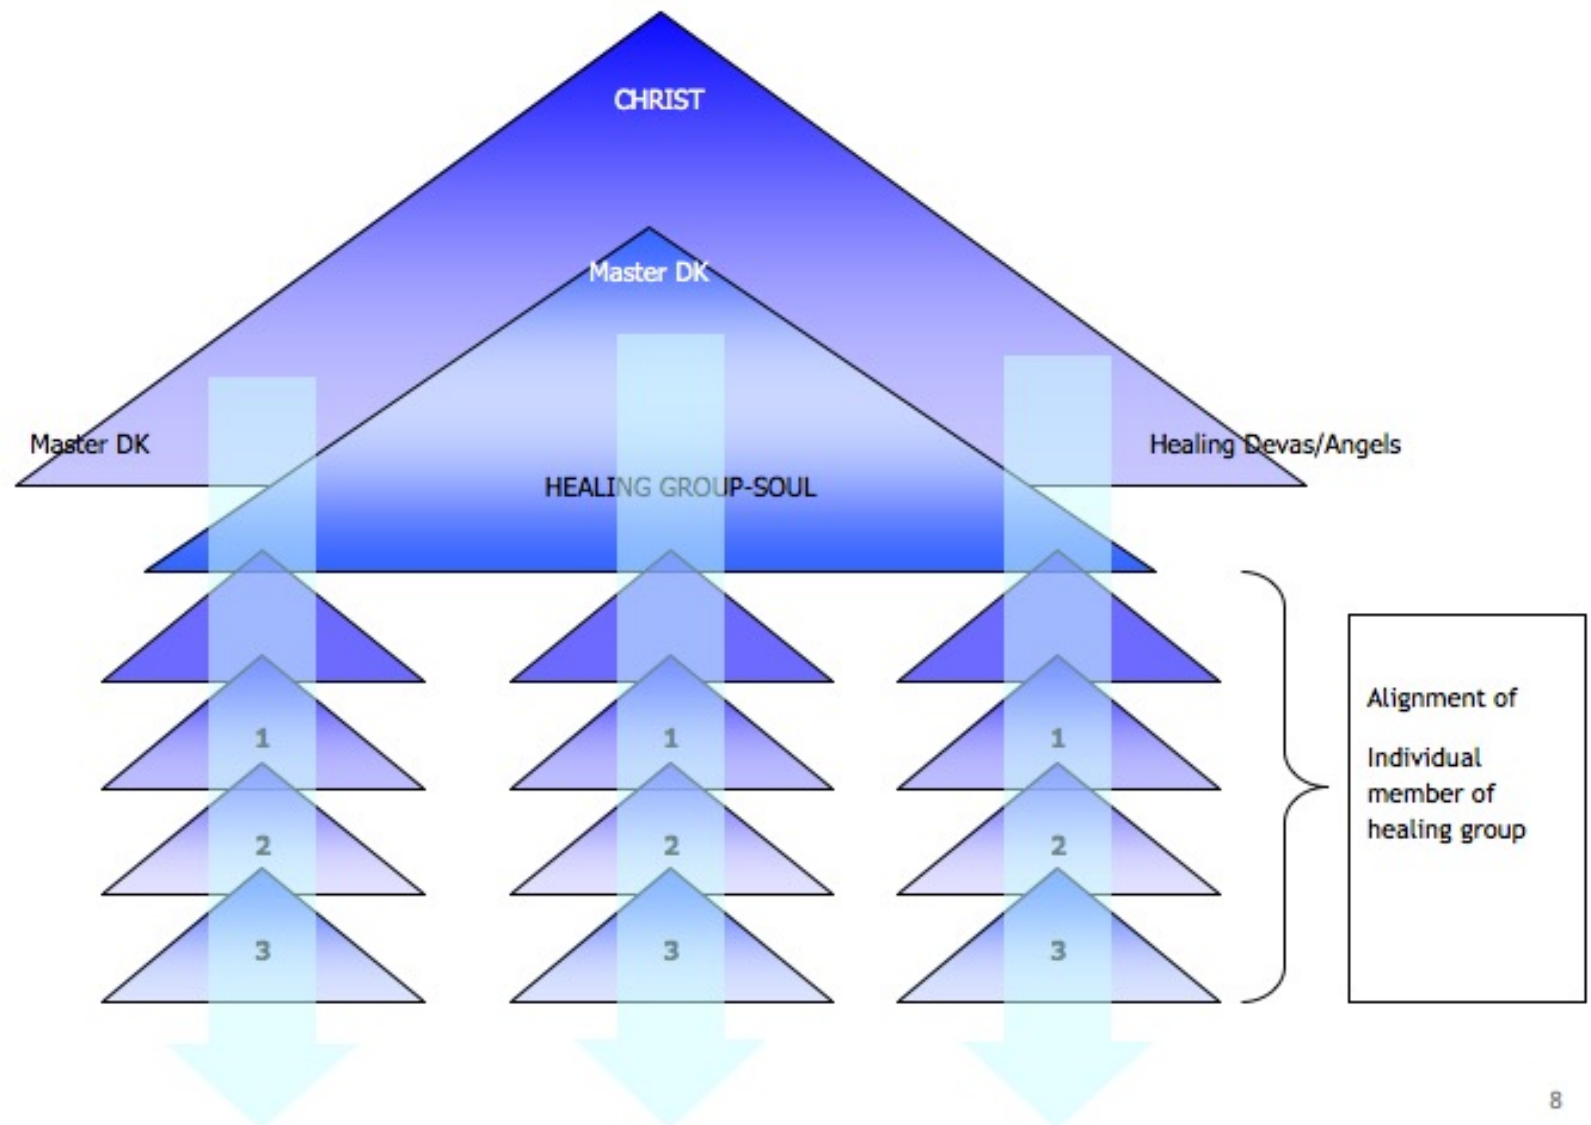 CHRIST
Master DK
Master DK
Healing Devas/Angels
HEALING GROUP-SOUL
1
1
1
2
2
2
3
3
3
Alignment of
Individual
member of
healing group
8